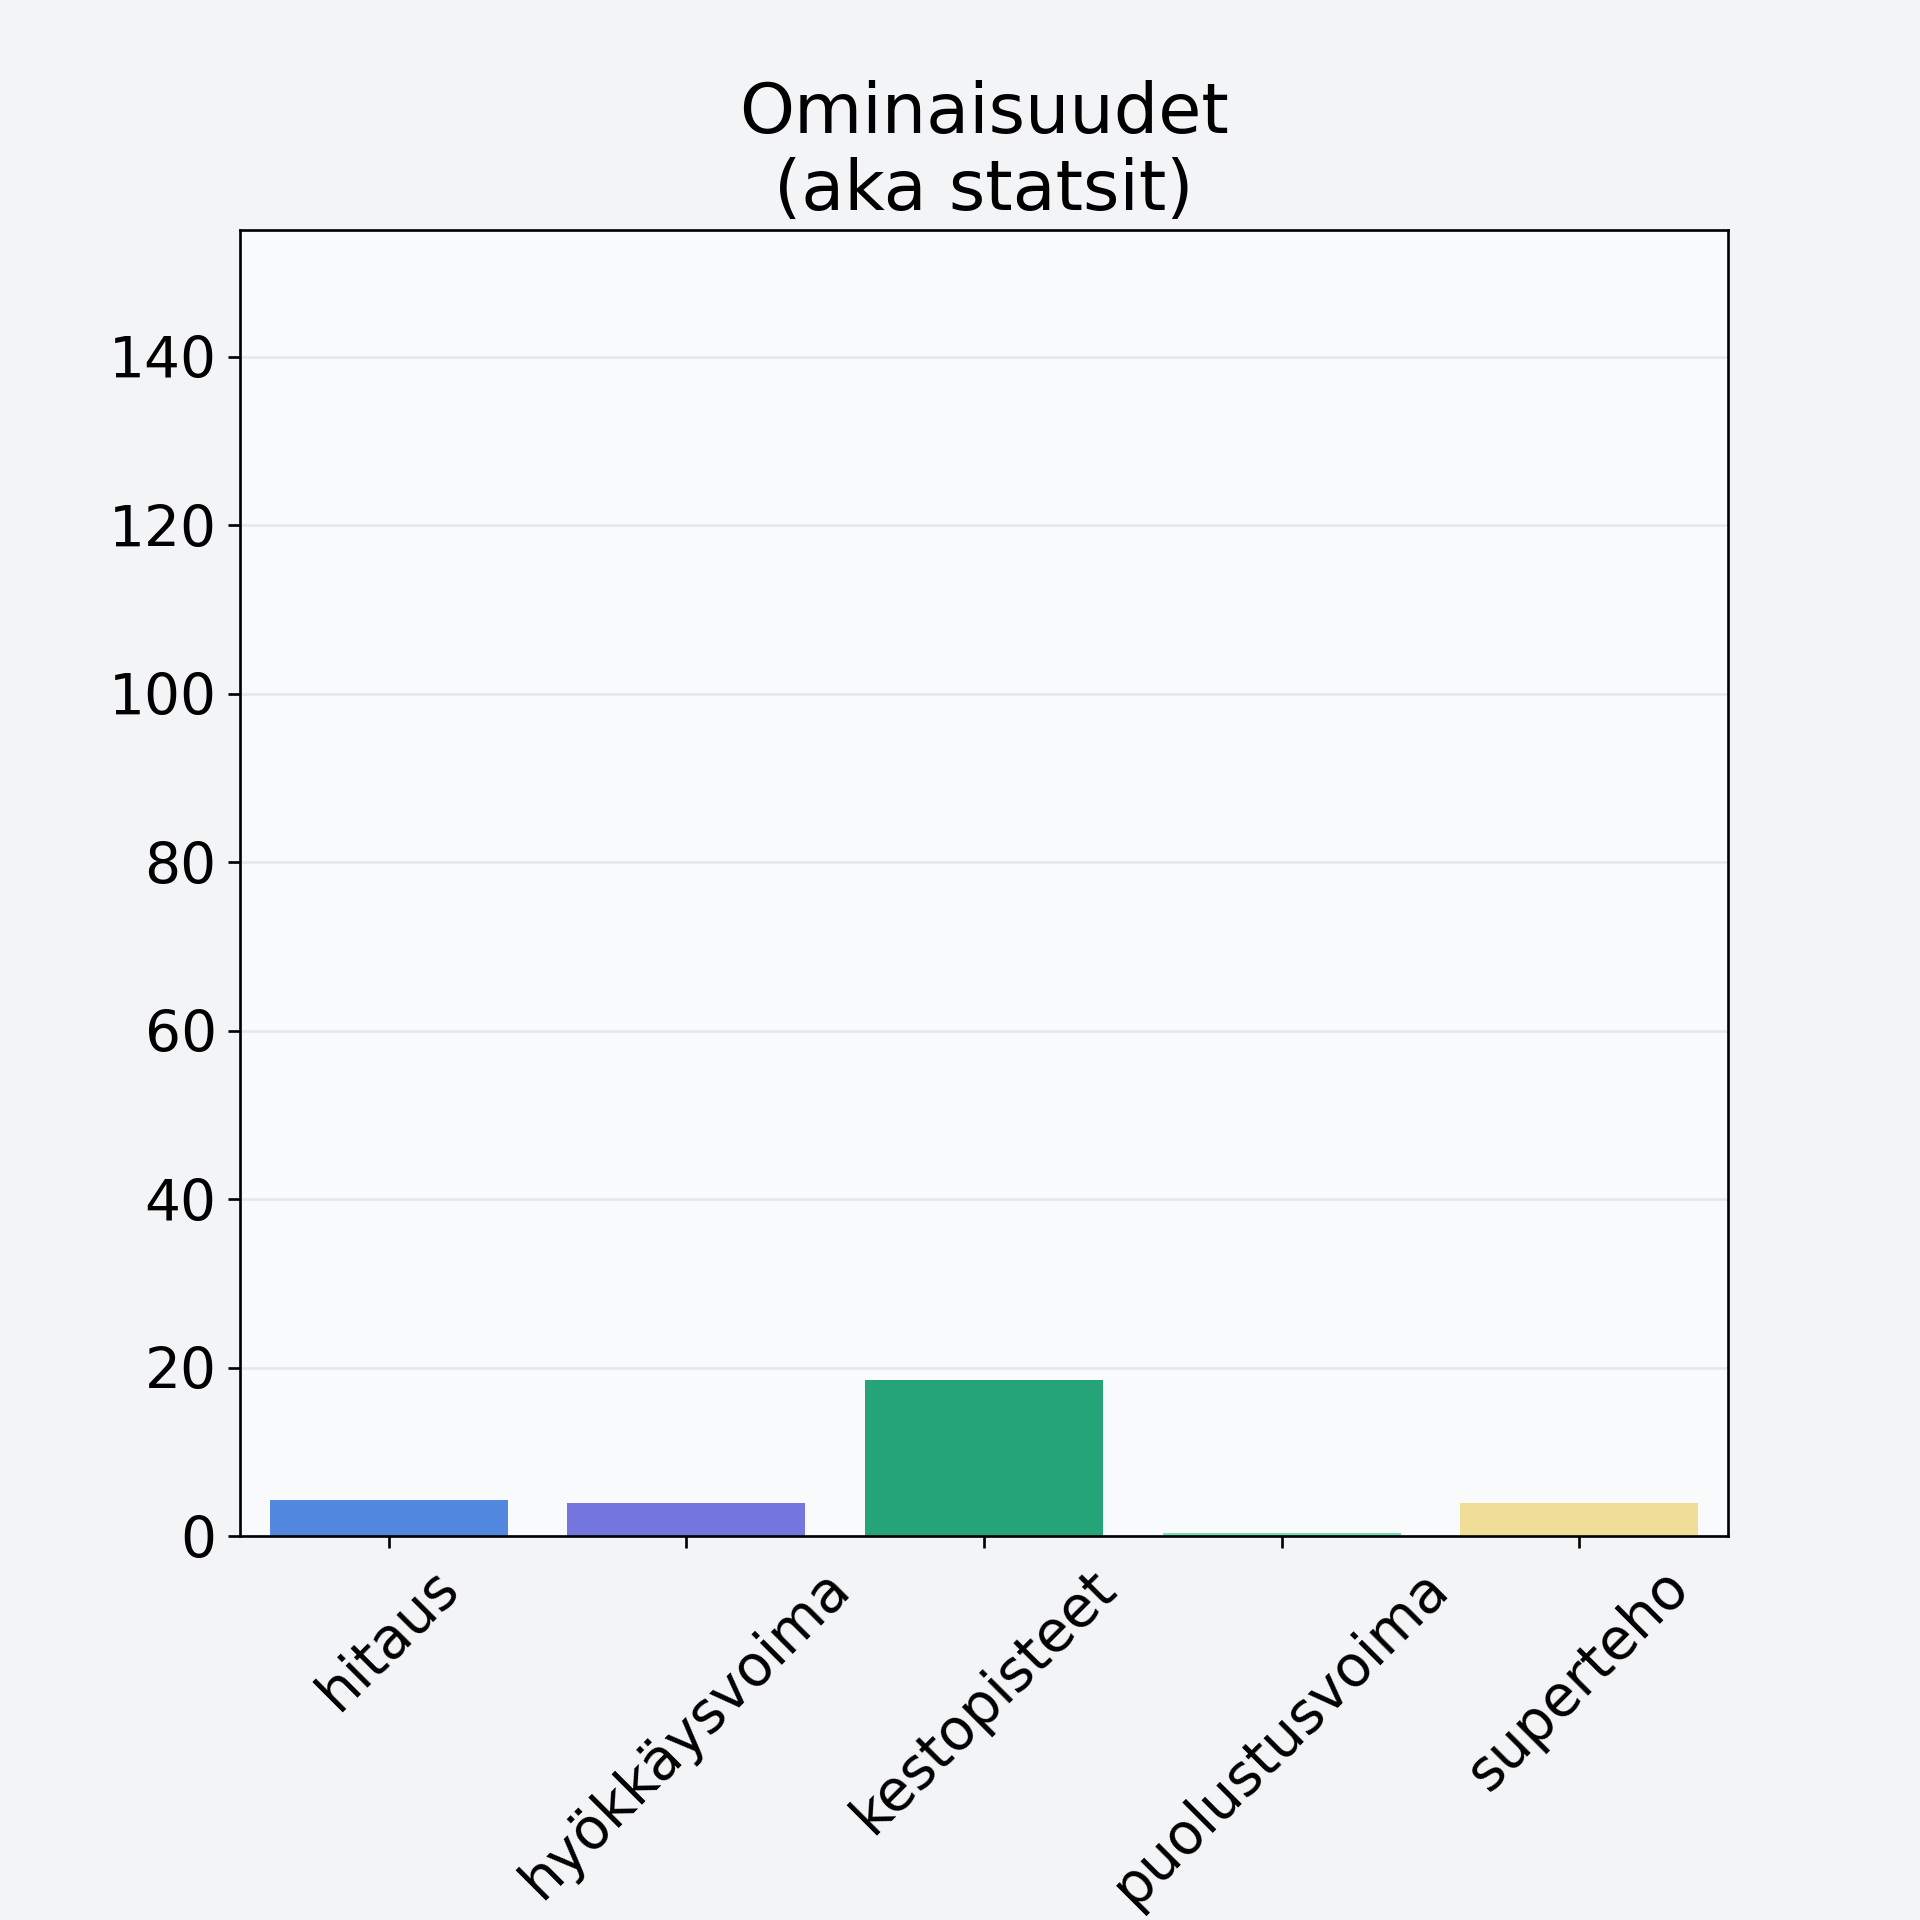 Ominaisuudet
(aka statsit)
140
120
100
80
60
40
20
0
hitaus
hyökkäysvoima
kestopisteet
puolustusvoima
superteho